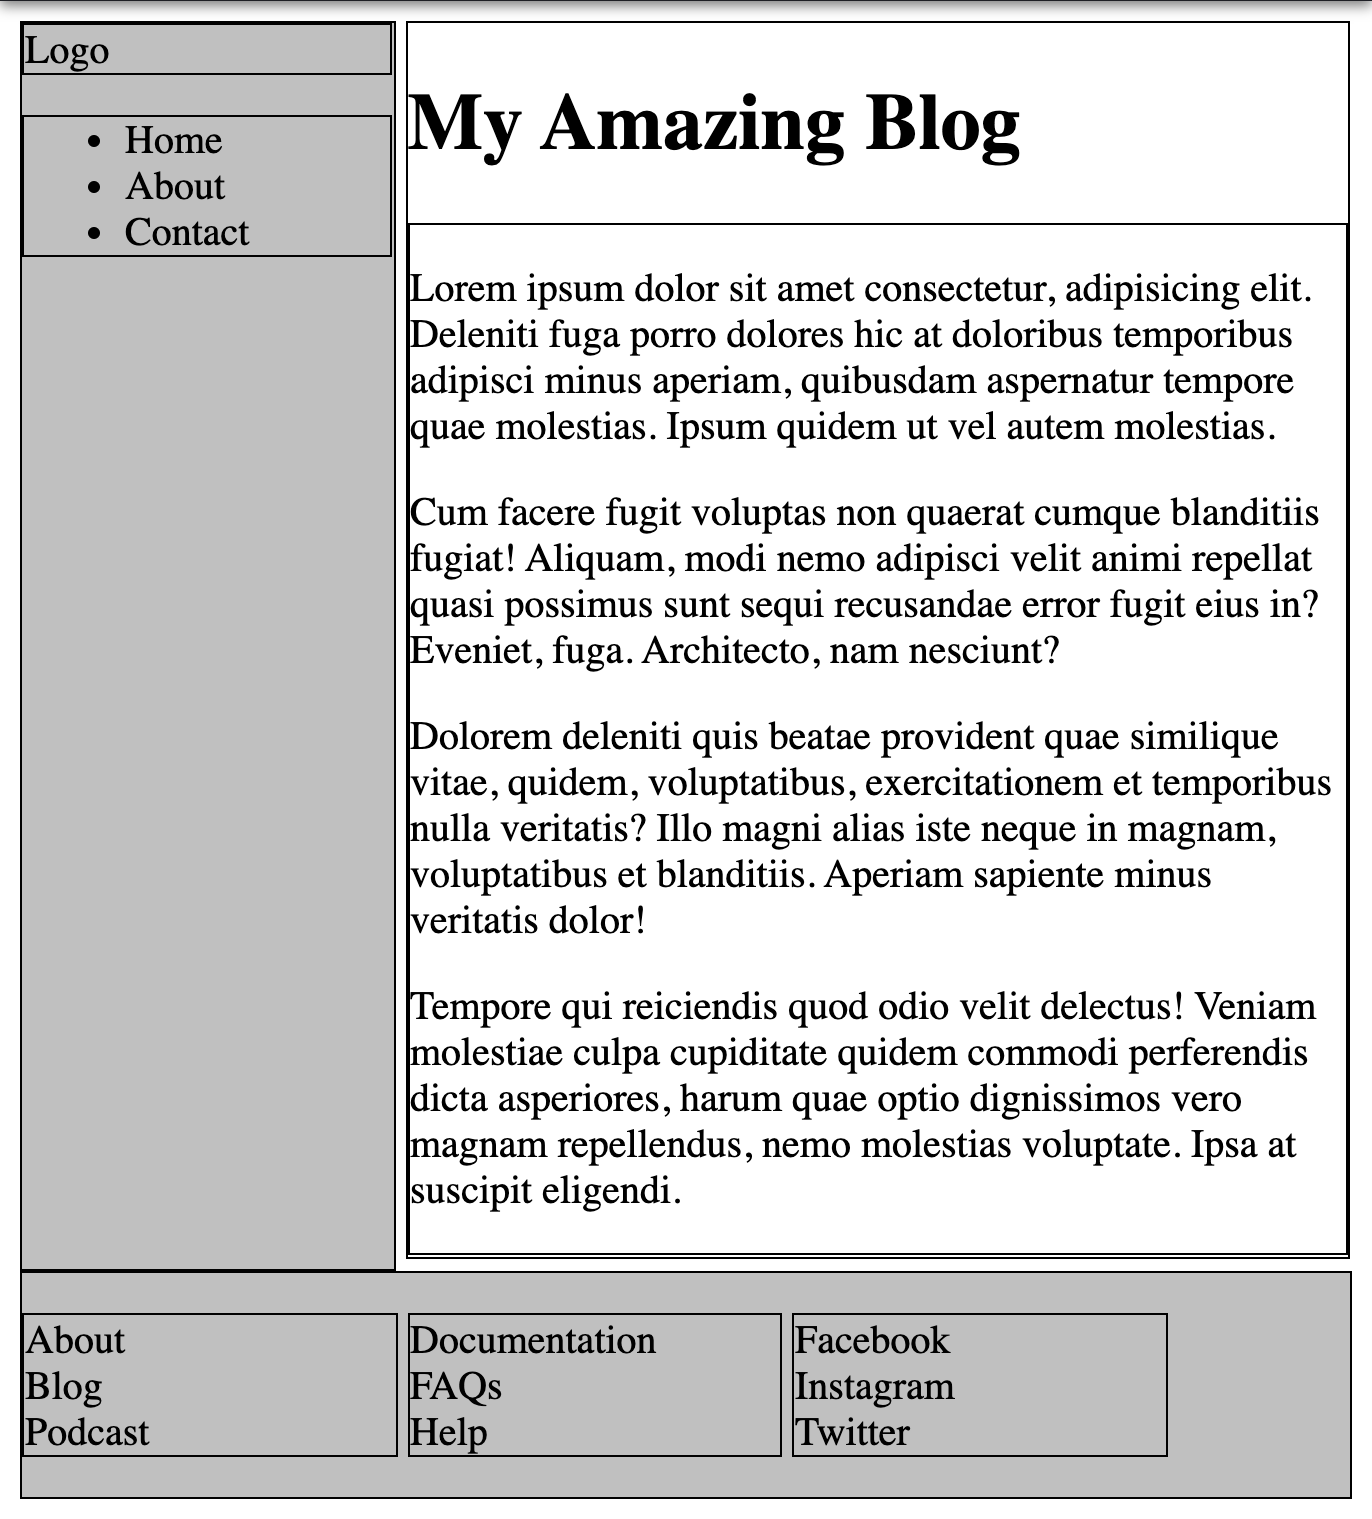 Logo
Home
About
Contact
My Amazing Blog
Lorem ipsum dolor sit amet consectetur, adipisicing elit.
Deleniti fuga porro dolores hic at doloribus temporibus
adipisci minus aperiam, quibusdam aspernatur tempore
quae molestias. Ipsum quidem ut vel autem molestias.
Cum facere fugit voluptas non quaerat cumque blanditiis
fugiat! Aliquam, modi nemo adipisci velit animi repellat
quasi possimus sunt sequi recusandae error fugit eius in?
Eveniet, fuga. Architecto, nam nesciunt?
Dolorem deleniti quis beatae provident quae similique
vitae, quidem, voluptatibus, exercitationem et temporibus
nulla veritatis? Illo magni alias iste neque in magnam,
voluptatibus et blanditiis. Aperiam sapiente minus
veritatis dolor!
Tempore qui reiciendis quod odio velit delectus! Veniam
molestiae culpa cupiditate quidem commodi perferendis
dicta asperiores, harum quae optio dignissimos vero
magnam repellendus, nemo molestias voluptate. Ipsa at
suscipit eligendi.
About
Blog
Podcast
Documentation
FAQs
Help
Facebook
Instagram
Twitter